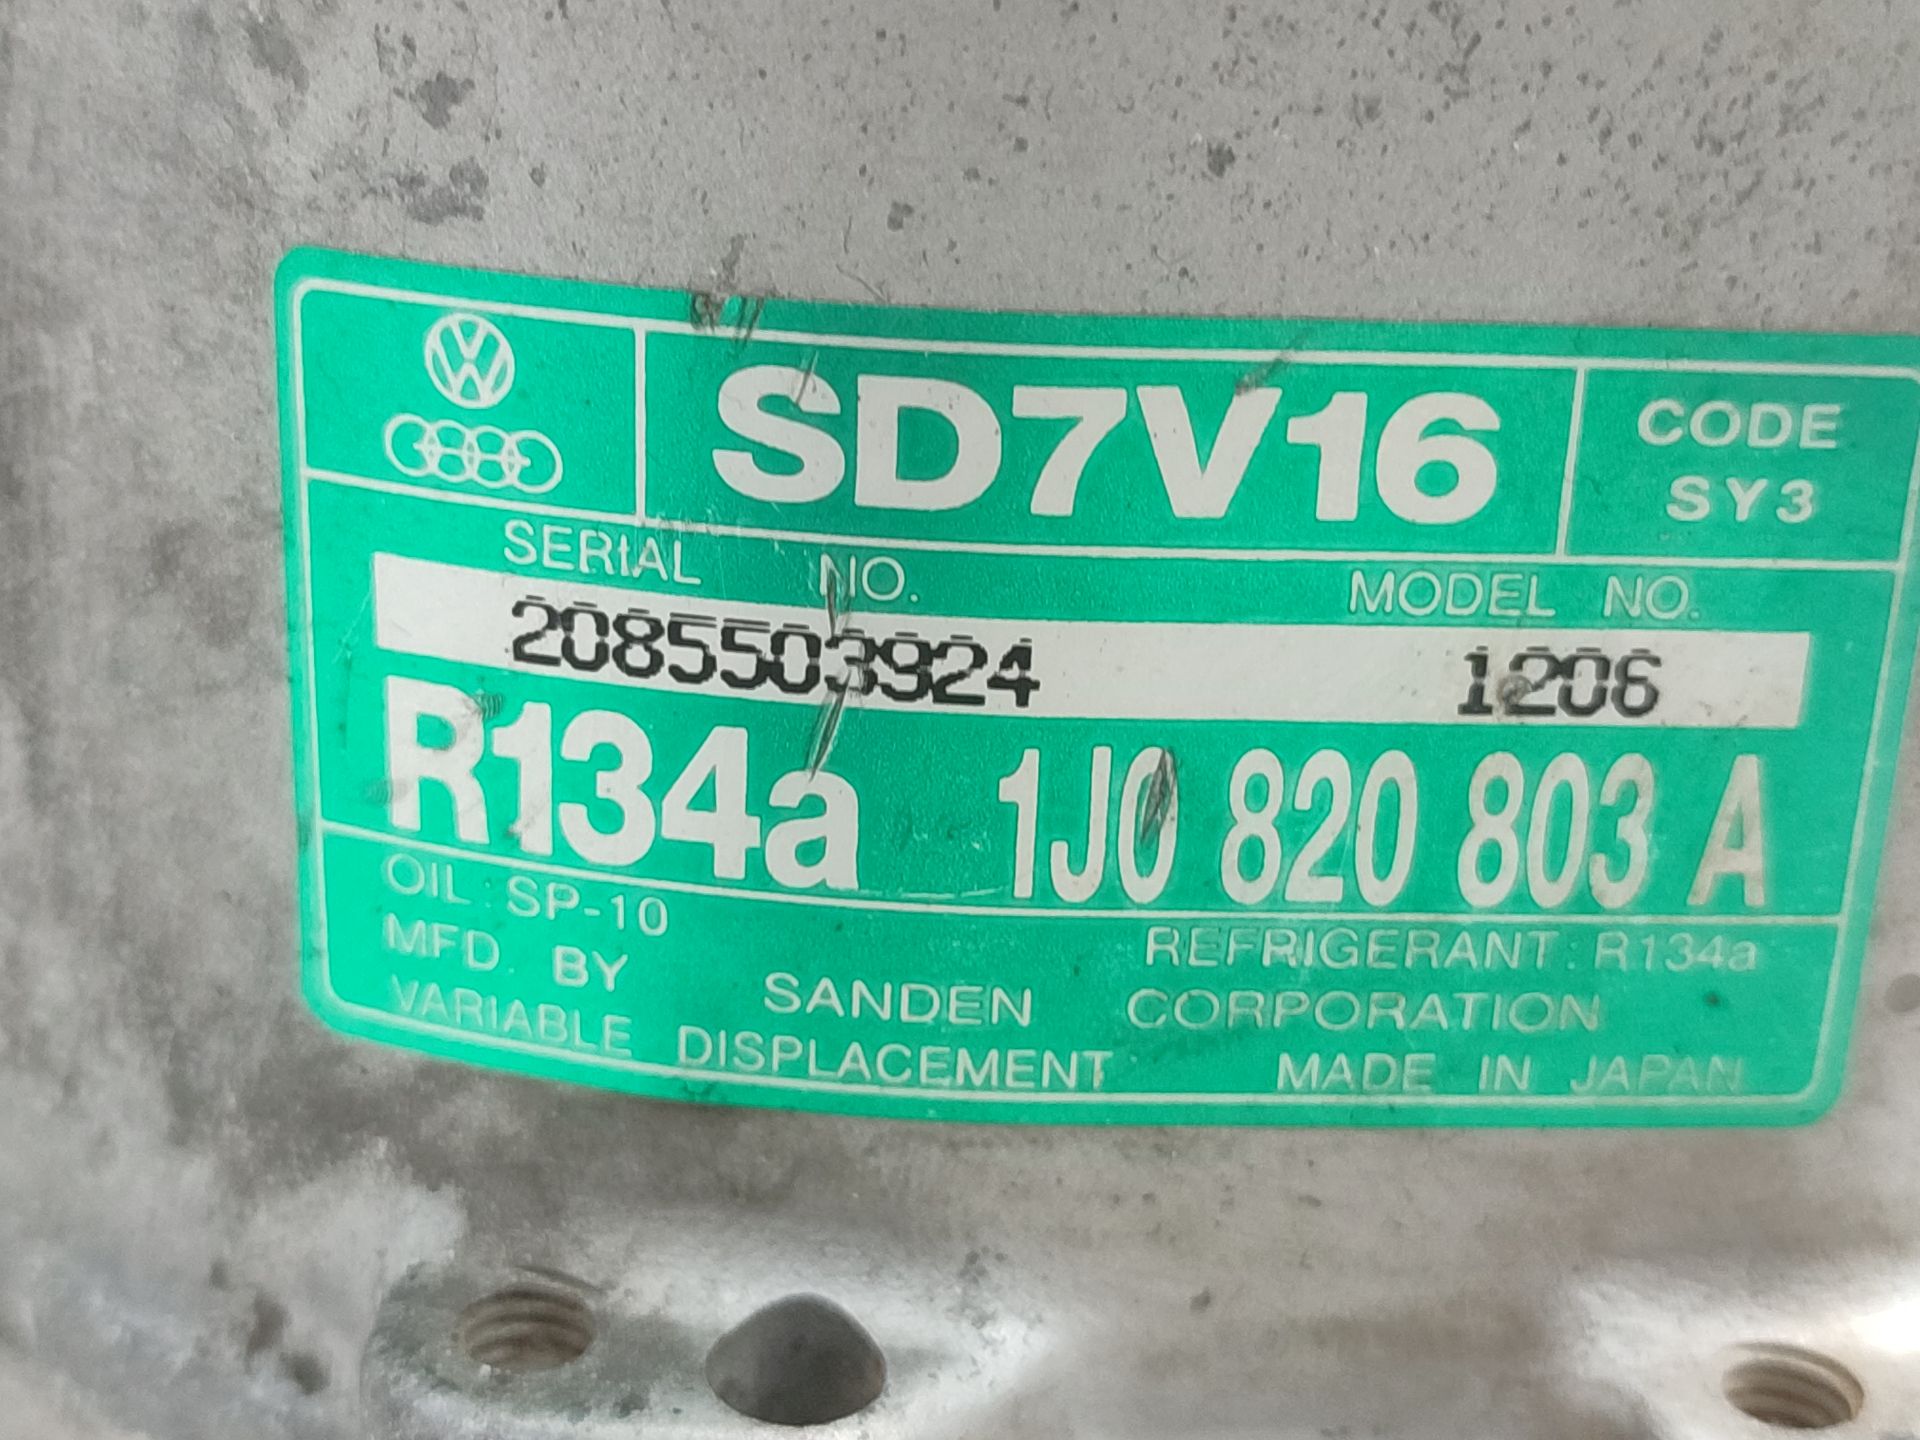 SD7V16
CODE
SY3
SERIAL NO. MODEL NO.
2085503924 1206
R134a 1J0 820 803 A
OIL: SP-10 REFRIGERANT: R134a
MFD. BY SANDEN CORPORATION
VARIABLE DISPLACEMENT MADE IN JAPAN